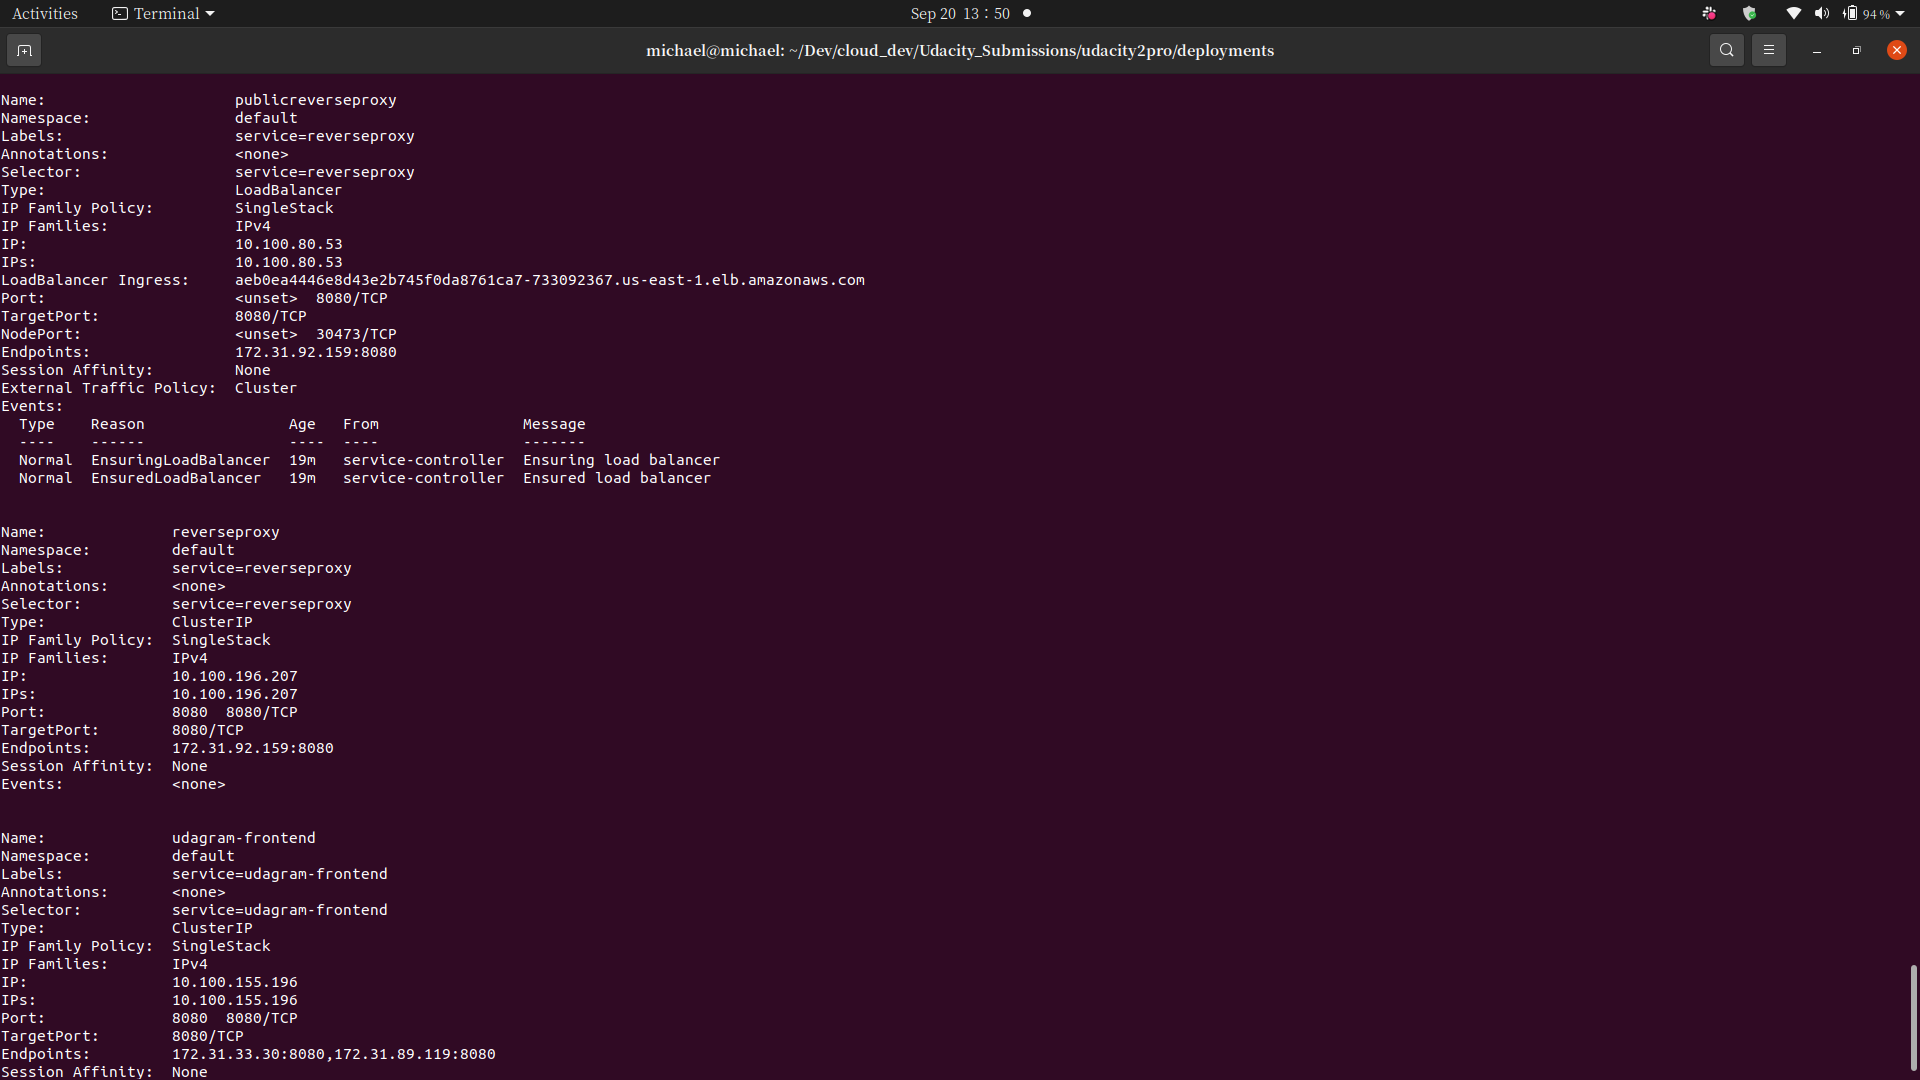 Activities Terminal Sep 20 13:50 94 %
michael@michael: ~/Dev/cloud_dev/Udacity_Submissions/udacity2pro/deployments
Name: publicreverseproxy
Namespace: default
Labels: service=reverseproxy
Annotations: <none>
Selector: service=reverseproxy
Type: LoadBalancer
IP Family Policy: SingleStack
IP Families: IPv4
IP: 10.100.80.53
IPs: 10.100.80.53
LoadBalancer Ingress: aeb0ea4446e8d43e2b745f0da8761ca7-733092367.us-east-1.elb.amazonaws.com
Port: <unset> 8080/TCP
TargetPort: 8080/TCP
NodePort: <unset> 30473/TCP
Endpoints: 172.31.92.159:8080
Session Affinity: None
External Traffic Policy: Cluster
Events:
Type Reason Age From Message
---- ------ ---- ---- -------
Normal EnsuringLoadBalancer 19m service-controller Ensuring load balancer
Normal EnsuredLoadBalancer 19m service-controller Ensured load balancer
Name: reverseproxy
Namespace: default
Labels: service=reverseproxy
Annotations: <none>
Selector: service=reverseproxy
Type: ClusterIP
IP Family Policy: SingleStack
IP Families: IPv4
IP: 10.100.196.207
IPs: 10.100.196.207
Port: 8080 8080/TCP
TargetPort: 8080/TCP
Endpoints: 172.31.92.159:8080
Session Affinity: None
Events: <none>
Name: udagram-frontend
Namespace: default
Labels: service=udagram-frontend
Annotations: <none>
Selector: service=udagram-frontend
Type: ClusterIP
IP Family Policy: SingleStack
IP Families: IPv4
IP: 10.100.155.196
IPs: 10.100.155.196
Port: 8080 8080/TCP
TargetPort: 8080/TCP
Endpoints: 172.31.33.30:8080,172.31.89.119:8080
Session Affinity: None